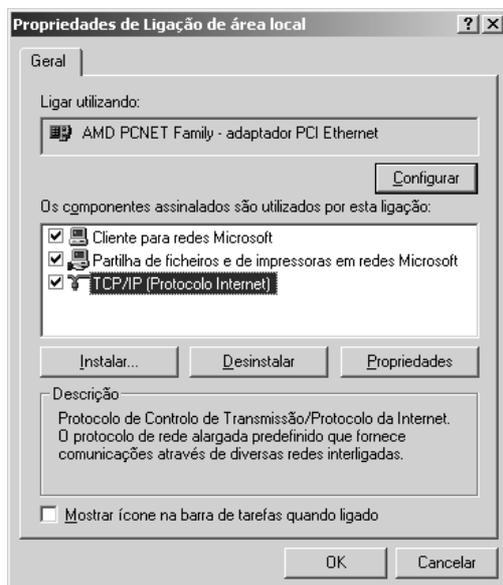 Propriedades de Ligação de área local
Geral
Ligar utilizando:
AMD PCNET Family - adaptador PCI Ethernet
Configurar
Os componentes assinalados são utilizados por esta ligação:
Cliente para redes Microsoft
Partilha de ficheiros e de impressoras em redes Microsoft
TCP/IP (Protocolo Internet)
Instalar... Desinstalar Propriedades
Descrição
Protocolo de Controlo de Transmissão/Protocolo da Internet.
O protocolo de rede alargada predefinido que fornece
comunicações através de diversas redes interligadas.
Mostrar ícone na barra de tarefas quando ligado
OK Cancelar